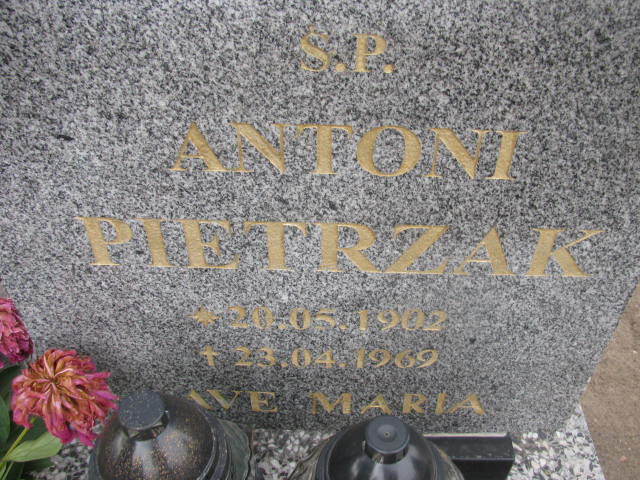 Ś.P.
ANTONI
PIETRZAK
* 20.05.1902
† 23.04.1969
AVE MARIA